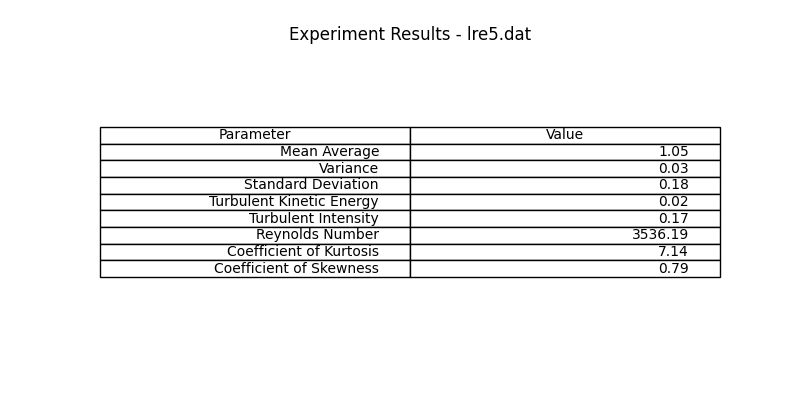 Experiment Results - lre5.dat
Parameter Value
Mean Average 1.05
Variance 0.03
Standard Deviation 0.18
Turbulent Kinetic Energy 0.02
Turbulent Intensity 0.17
Reynolds Number 3536.19
Coefficient of Kurtosis 7.14
Coefficient of Skewness 0.79